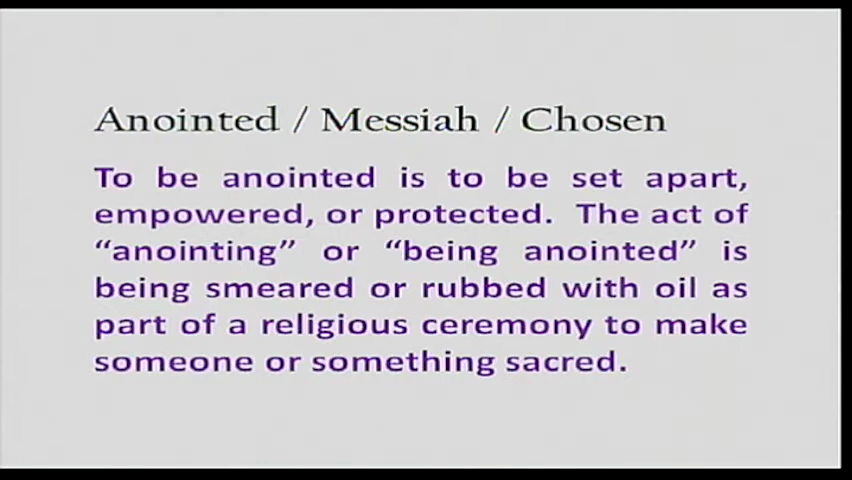 Anointed / Messiah / Chosen
To be anointed is to be set apart,
empowered, or protected. The act of
“anointing” or “being anointed” is
being smeared or rubbed with oil as
part of a religious ceremony to make
someone or something sacred.